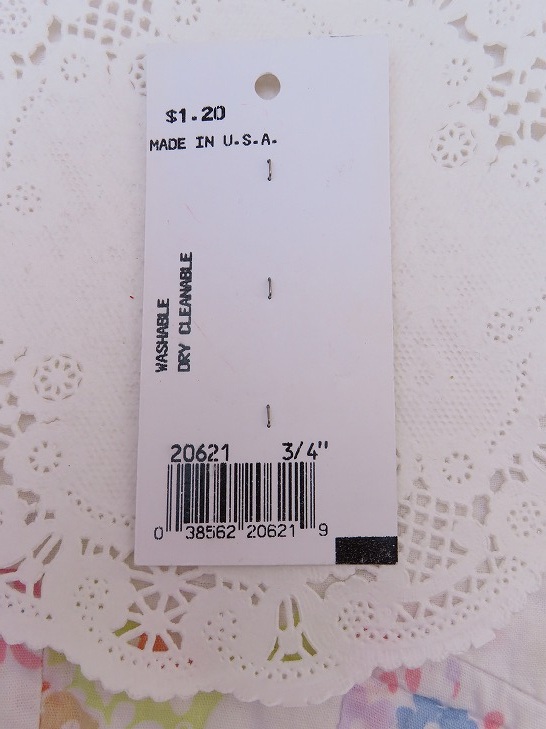 $1.20
MADE IN U.S.A.
WASHABLE
DRY CLEANABLE
20621 3/4"
0 38562 20621 9